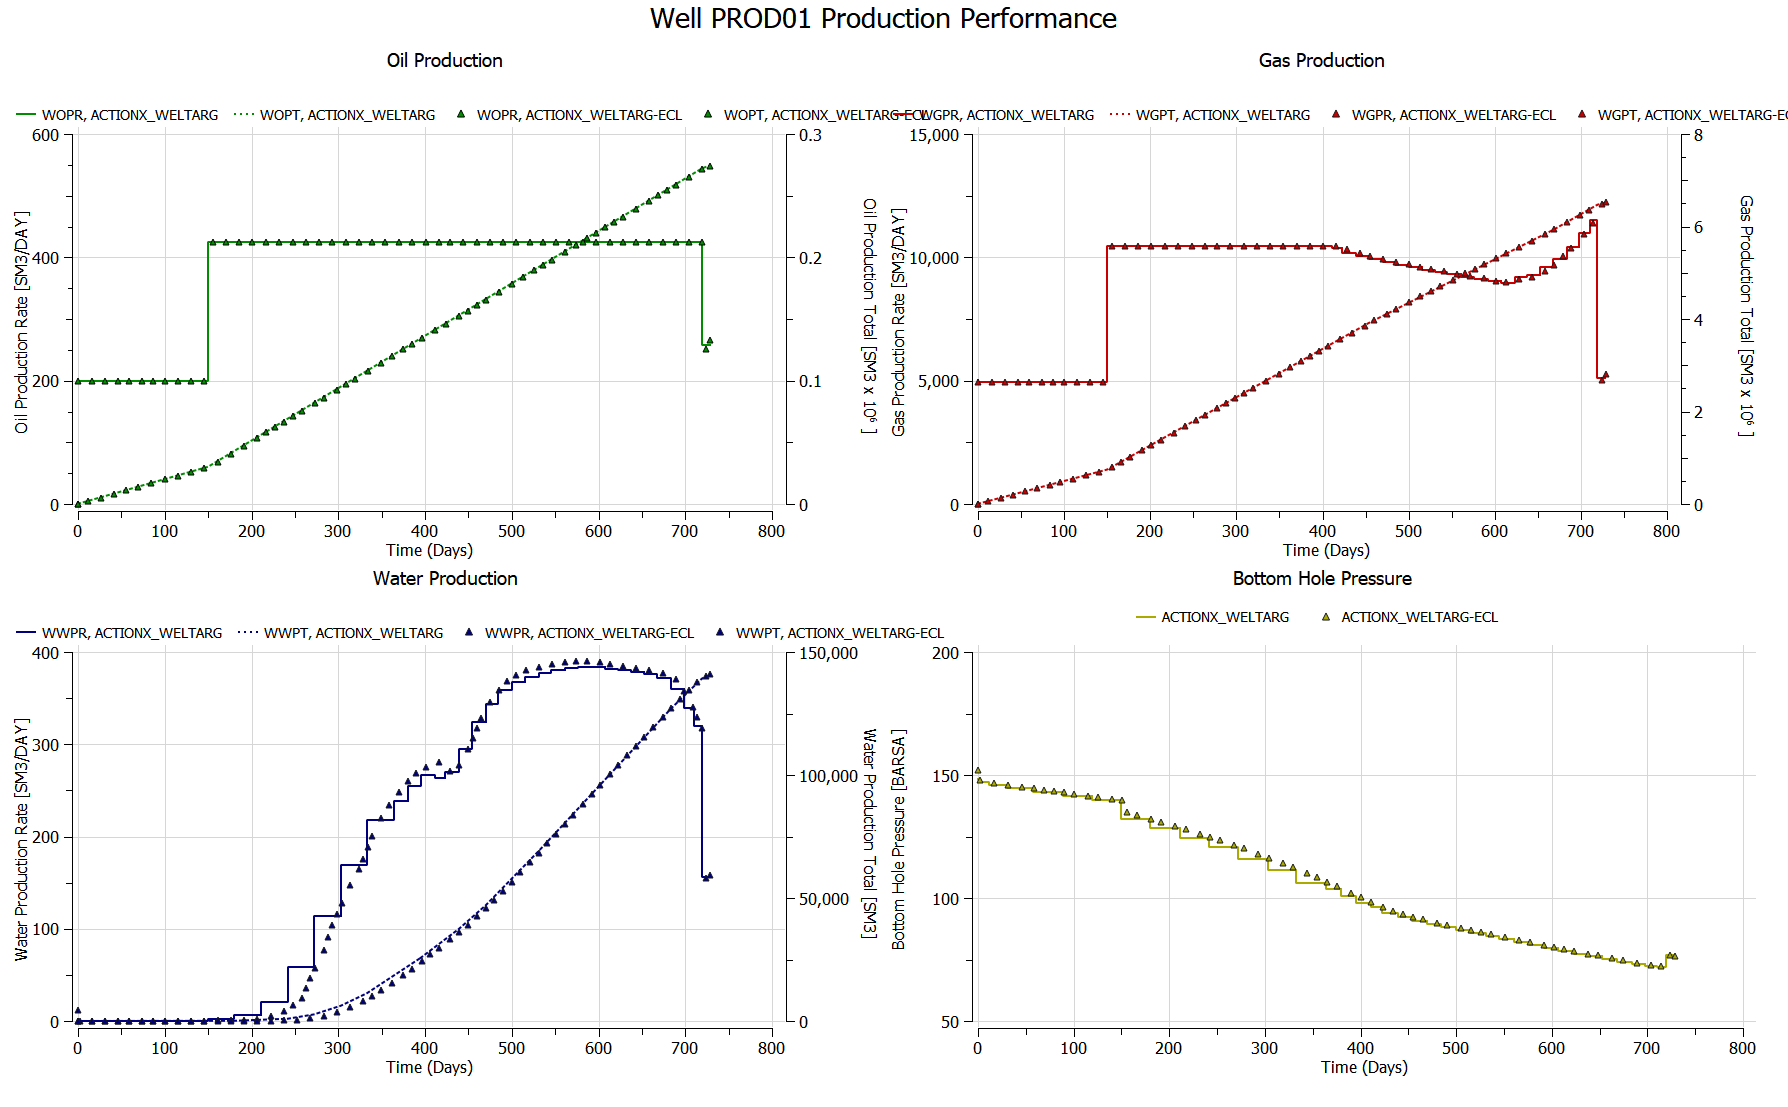 Well PROD01 Production Performance
Oil Production
WOPR, ACTIONX_WELTARG
WOPT, ACTIONX_WELTARG
WOPR, ACTIONX_WELTARG-ECL
WOPT, ACTIONX_WELTARG-ECL
600
400
200
0
Oil Production Rate [SM3/DAY]
0.3
0.2
0.1
0
Oil Production Total [SM3 x 10⁶ ]
0 100 200 300 400 500 600 700 800
Time (Days)
Gas Production
WGPR, ACTIONX_WELTARG
WGPT, ACTIONX_WELTARG
WGPR, ACTIONX_WELTARG-ECL
WGPT, ACTIONX_WELTARG-EC
15,000
10,000
5,000
0
Gas Production Rate [SM3/DAY]
8
6
4
2
0
Gas Production Total [SM3 x 10⁶ ]
0 100 200 300 400 500 600 700 800
Time (Days)
Water Production
WWPR, ACTIONX_WELTARG
WWPT, ACTIONX_WELTARG
WWPR, ACTIONX_WELTARG-ECL
WWPT, ACTIONX_WELTARG-ECL
400
300
200
100
0
Water Production Rate [SM3/DAY]
150,000
100,000
50,000
0
Water Production Total [SM3]
0 100 200 300 400 500 600 700 800
Time (Days)
Bottom Hole Pressure
ACTIONX_WELTARG
ACTIONX_WELTARG-ECL
200
150
100
50
Bottom Hole Pressure [BARSA]
0 100 200 300 400 500 600 700 800
Time (Days)